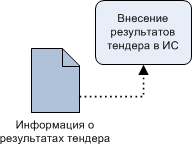 Внесение
результатов
тендера в ИС
Информация о
результатах тендера